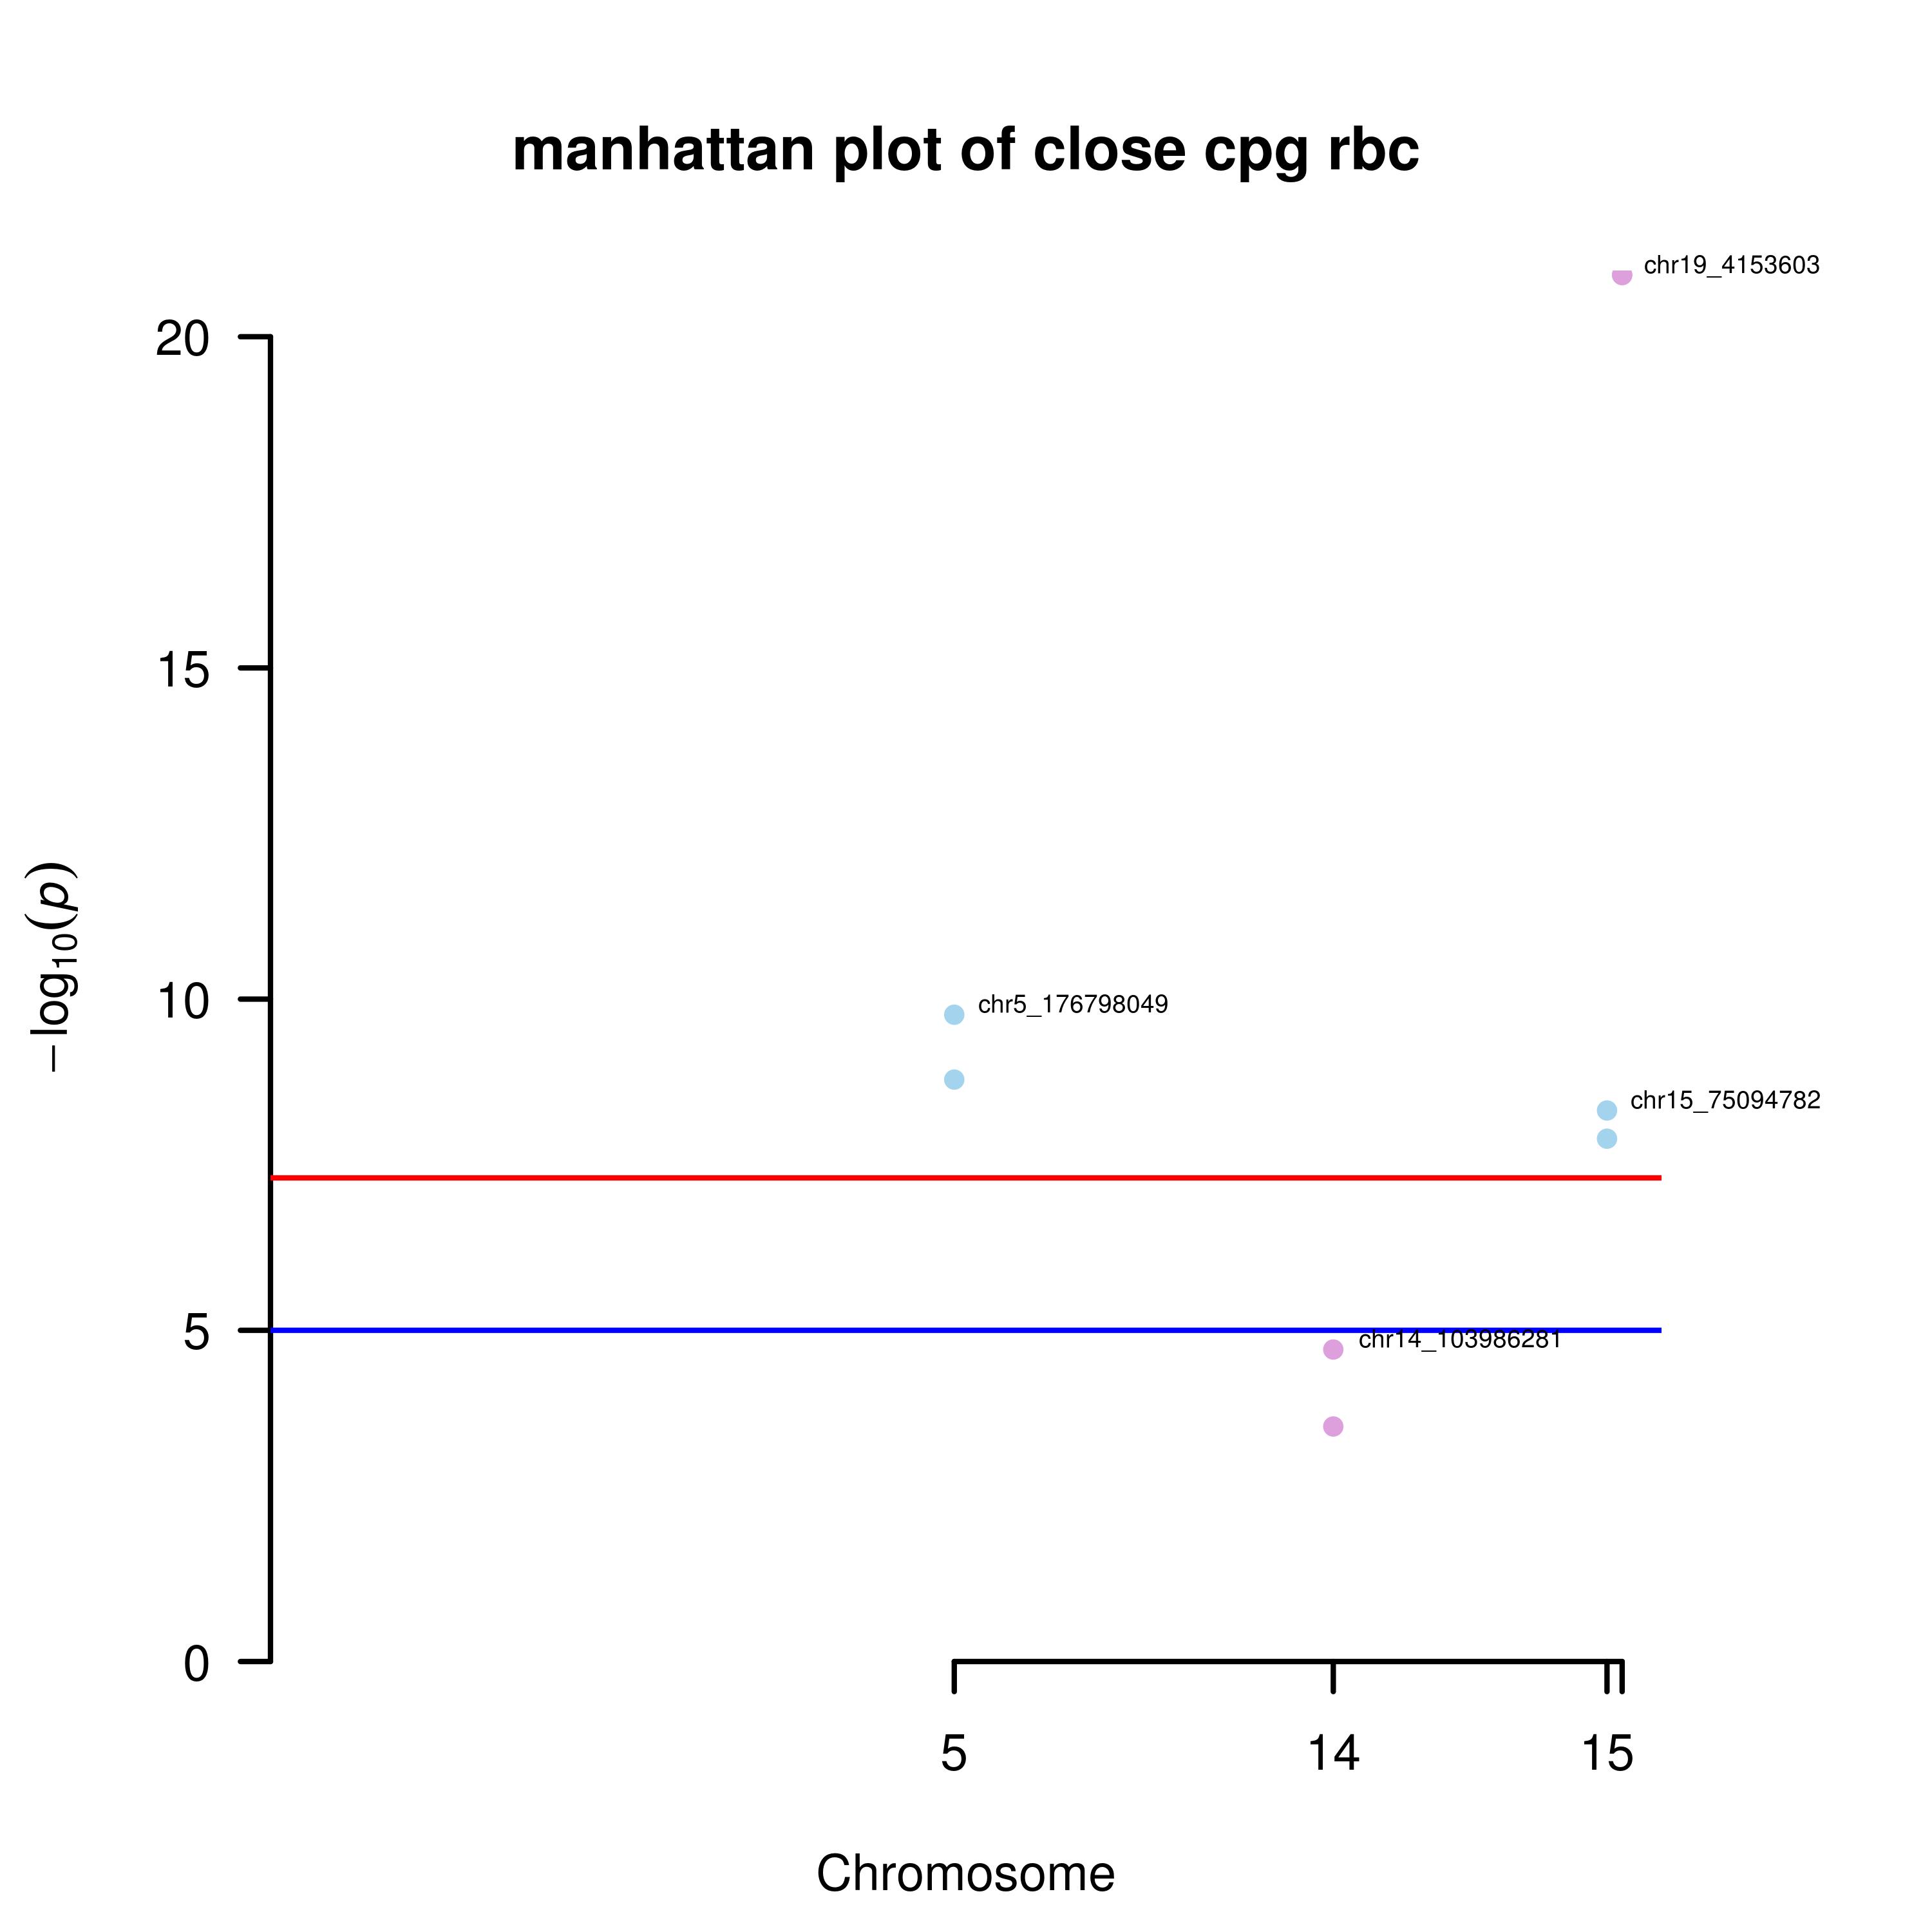 manhattan plot of close cpg rbc
chr19_4153603
20
15
10
5
0
−log10(p)
chr5_176798049
chr15_75094782
chr14_103986281
5 14 15
Chromosome